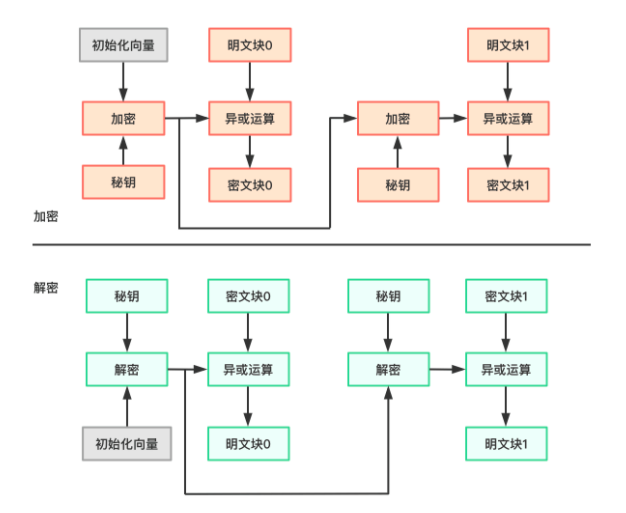 初始化向量
明文块0
明文块1
加密
异或运算
加密
异或运算
秘钥
密文块0
秘钥
密文块1
加密
解密
秘钥
密文块0
秘钥
密文块1
解密
异或运算
解密
异或运算
初始化向量
明文块0
明文块1